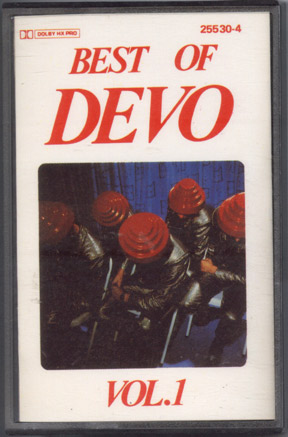 DOLBY HX PRO
25530-4
BEST OF
DEVO
VOL.1